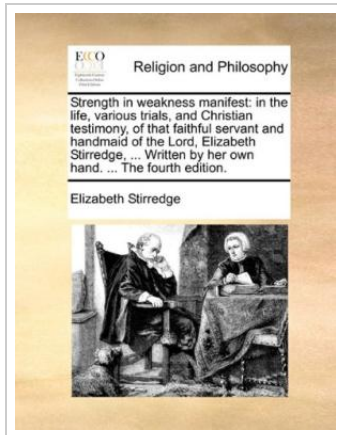 ECCO
Religion and Philosophy
Strength in weakness manifest: in the
life, various trials, and Christian
testimony, of that faithful servant and
handmaid of the Lord, Elizabeth
Stirredge, ... Written by her own
hand. ... The fourth edition.
Elizabeth Stirredge